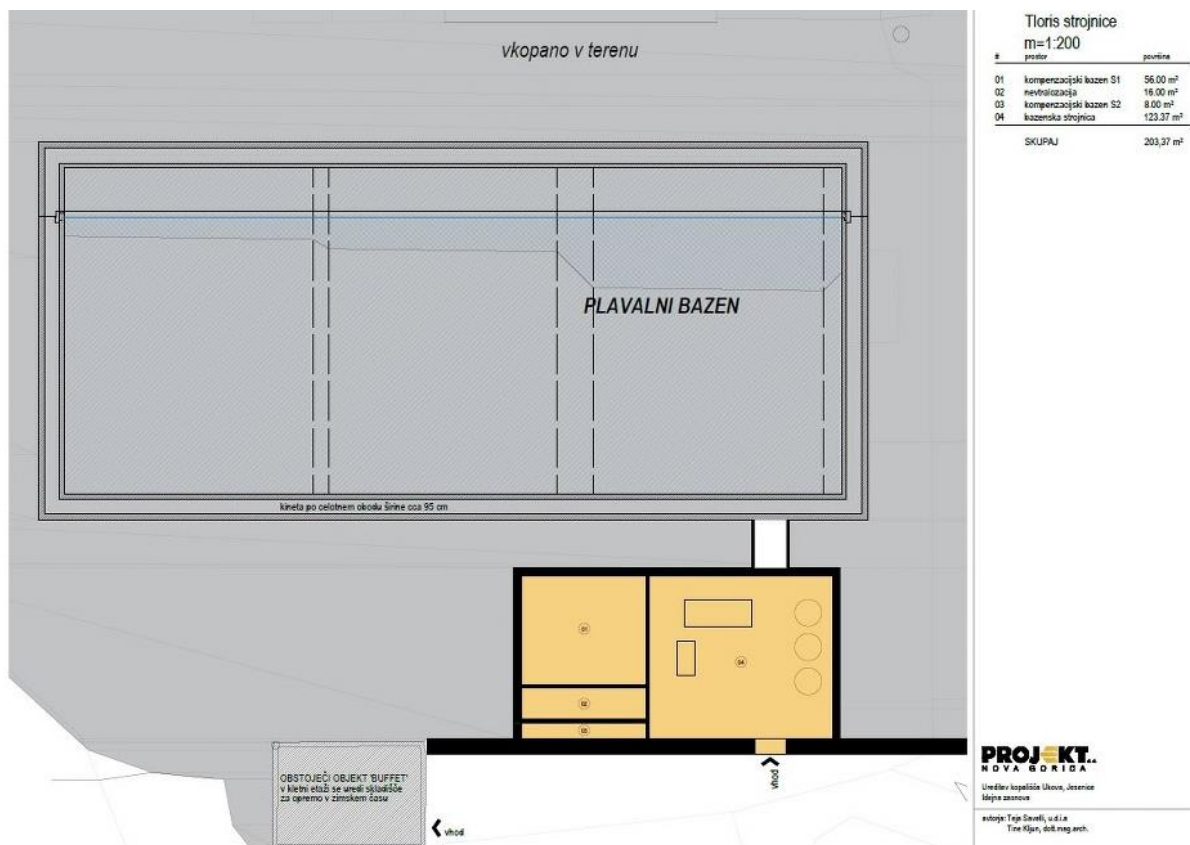 vkopano v terenu
PLAVALNI BAZEN
kineta po celotnem obodu širine cca 95 cm
01
02
03
04
OBSTOJEČI OBJEKT 'BUFFET'
v kletni etaži se uredi skladišče
za opremo v zimskem času
vhod
vhod
Tloris strojnice
m=1:200
# prostor površina
01 kompenzacijski bazen S1 56.00 m²
02 nevtralizacija 16.00 m²
03 kompenzacijski bazen S2 8.00 m²
04 bazenska strojnica 123.37 m²
SKUPAJ 203,37 m²
PROJEKT..
NOVA GORICA
Ureditev kopališča Ukova, Jesenice
Idejna zasnova
avtorja: Teja Savelli, u.d.i.a
Tine Kljun, dott.mag.arch.